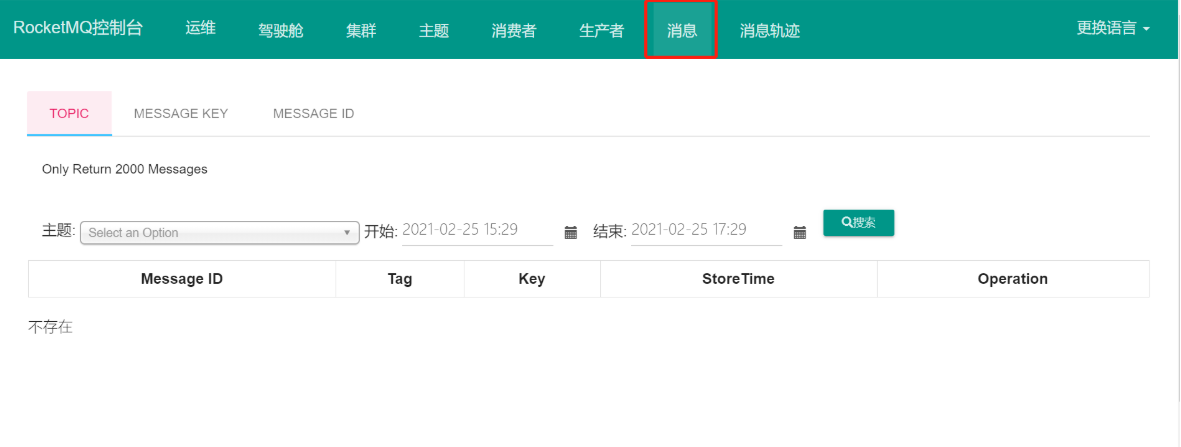 RocketMQ控制台 运维 驾驶舱 集群 主题 消费者 生产者 消息 消息轨迹 更换语言
TOPIC MESSAGE KEY MESSAGE ID
Only Return 2000 Messages
主题: Select an Option 开始: 2021-02-25 15:29 结束: 2021-02-25 17:29 搜索
Message ID Tag Key StoreTime Operation
不存在